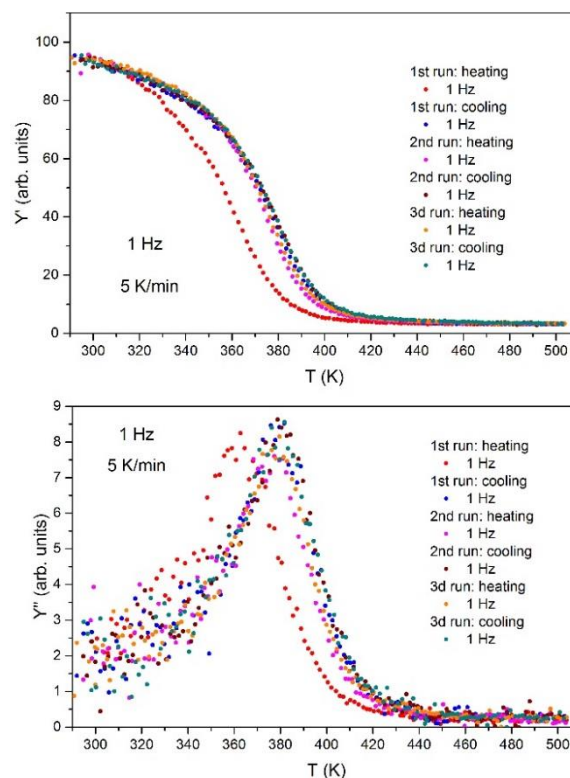 100
80
60
40
20
0
Y' (arb. units)
1st run: heating
1 Hz
1st run: cooling
1 Hz
2nd run: heating
1 Hz
2nd run: cooling
1 Hz
3d run: heating
1 Hz
3d run: cooling
1 Hz
1 Hz
5 K/min
300 320 340 360 380 400 420 440 460 480 500
T (K)
9
8
7
6
5
4
3
2
1
0
Y" (arb. units)
1 Hz
5 K/min
1st run: heating
1 Hz
1st run: cooling
1 Hz
2nd run: heating
1 Hz
2nd run: cooling
1 Hz
3d run: heating
1 Hz
3d run: cooling
1 Hz
300 320 340 360 380 400 420 440 460 480 500
T (K)